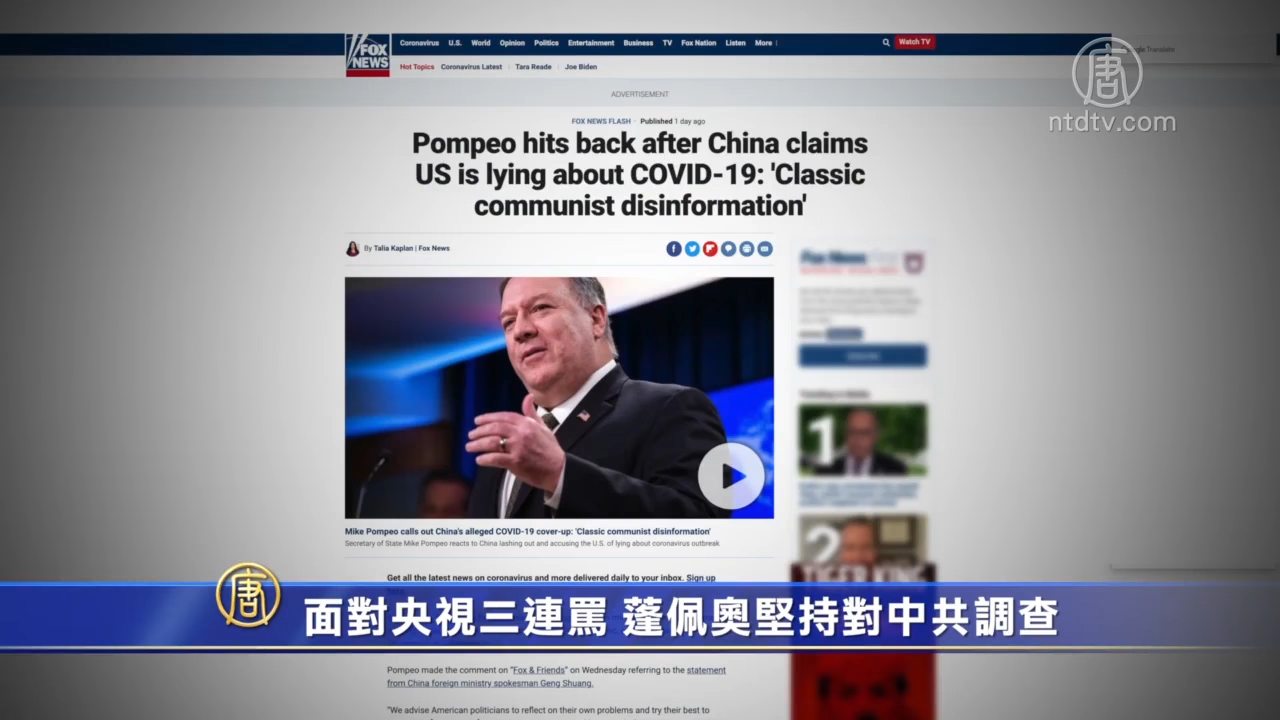 FOX
NEWS
Coronavirus U.S. World Opinion Politics Entertainment Business TV Fox Nation Listen More
Watch TV
Hot Topics Coronavirus Latest Tara Reade Joe Biden
唐
ntdtv.com
ADVERTISEMENT
FOX NEWS FLASH · Published 1 day ago
Pompeo hits back after China claims
US is lying about COVID-19: 'Classic
communist disinformation'
By Talia Kaplan | Fox News
1
2
Mike Pompeo calls out China's alleged COVID-19 cover-up: 'Classic communist disinformation'
Secretary of State Mike Pompeo reacts to China lashing out and accusing the U.S. of lying about coronavirus outbreak
Get all the latest news on coronavirus and more delivered daily to your inbox. Sign up
唐
面對央視三連罵 蓬佩奧堅持對中共調查
Pompeo made the comment on "Fox & Friends" on Wednesday referring to the statement
from China foreign ministry spokesman Geng Shuang.
"We advise American politicians to reflect on their own problems and try their best to